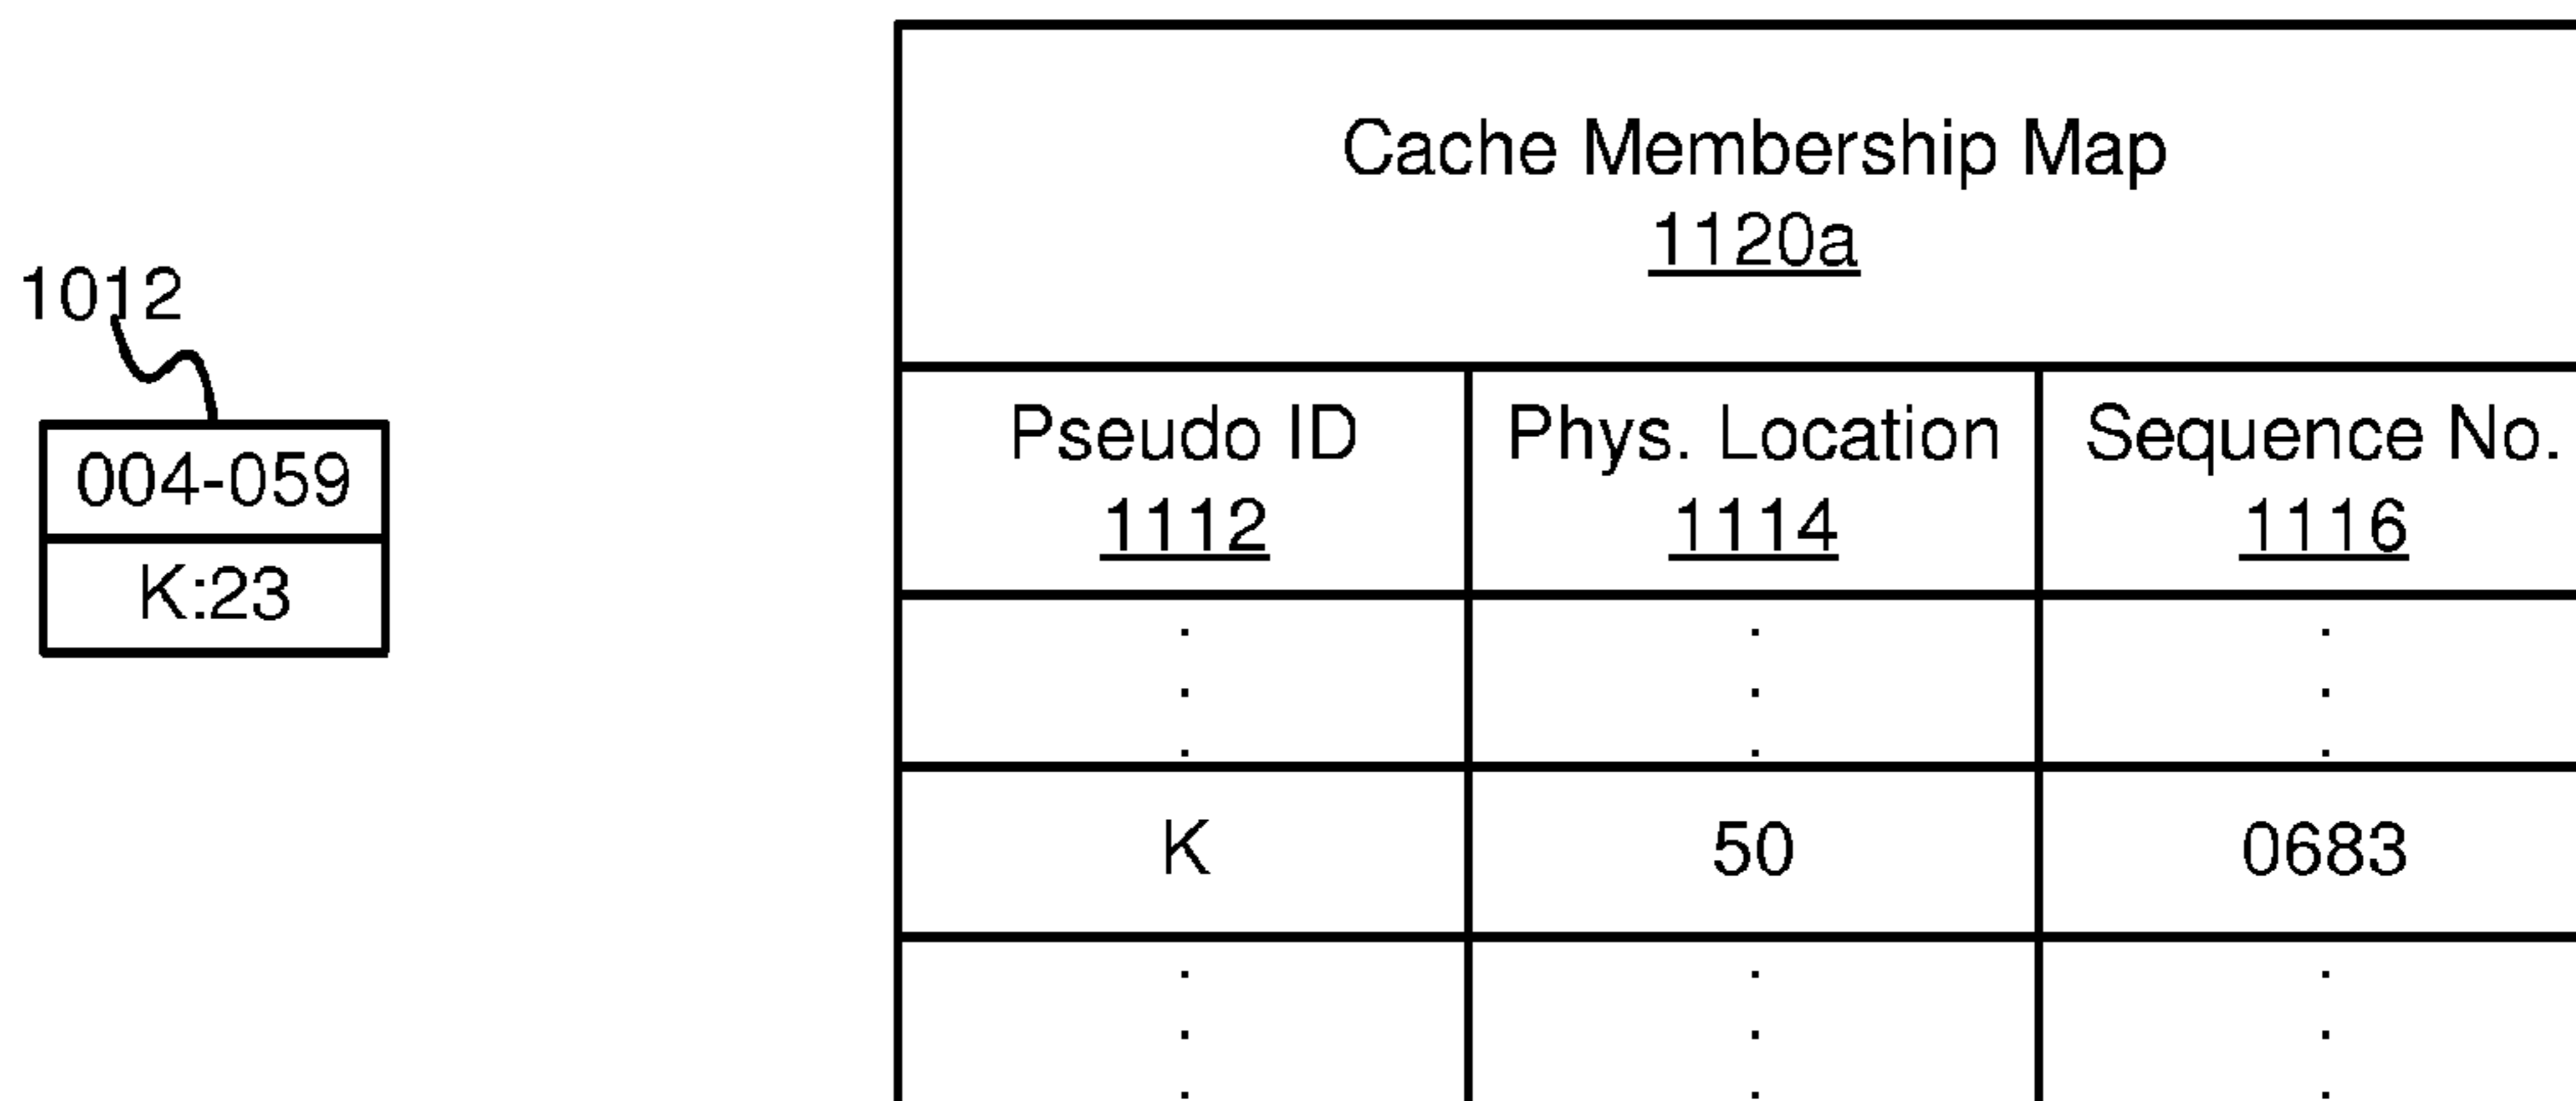 1012
004-059
K:23
Cache Membership Map
1120a
Pseudo ID
1112
Phys. Location
1114
Sequence No.
1116
K
50
0683